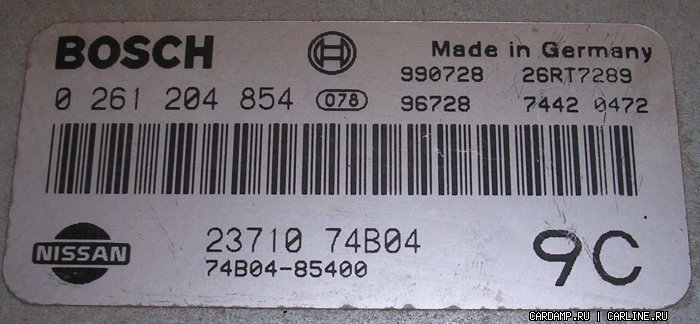 BOSCH Made in Germany
990728 26RT7289
0 261 204 854 078 96728 7442 0472
NISSAN 23710 74B04 9C
74B04-85400
CARDAMP.RU | CARLINE.RU